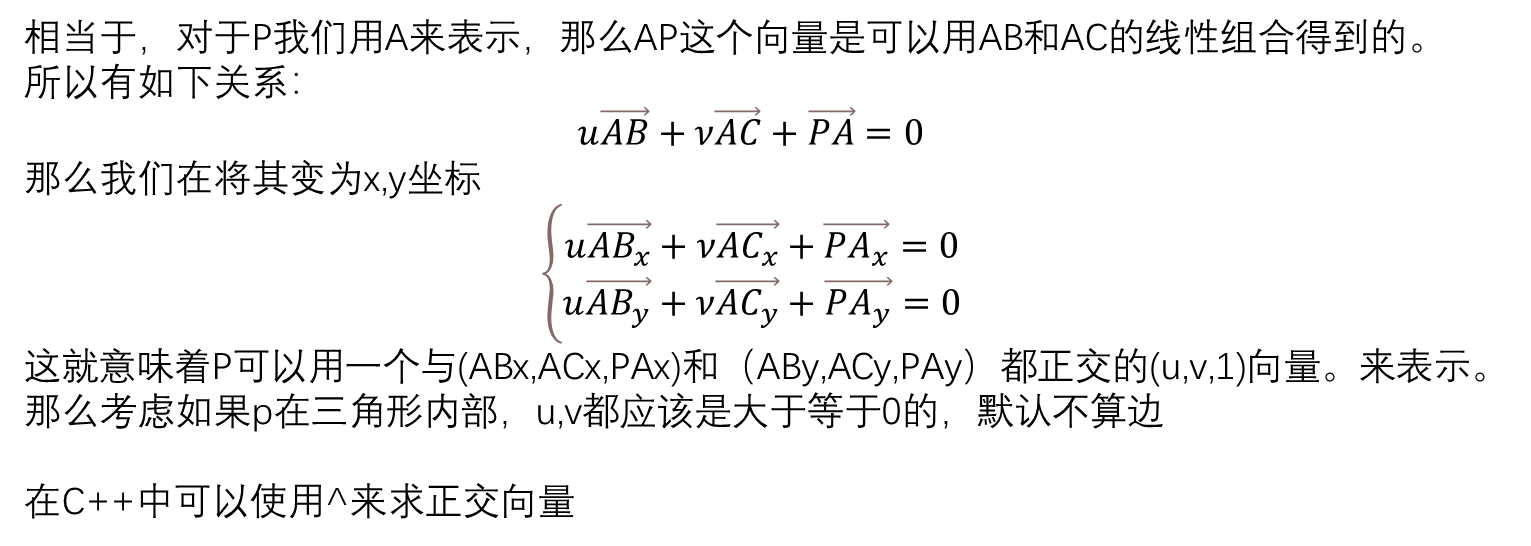 相当于，对于P我们用A来表示，那么AP这个向量是可以用AB和AC的线性组合得到的。
所以有如下关系：
u\overrightarrow{AB} + v\overrightarrow{AC} + \overrightarrow{PA} = 0
那么我们在将其变为x,y坐标
u\overrightarrow{AB_x} + v\overrightarrow{AC_x} + \overrightarrow{PA_x} = 0
u\overrightarrow{AB_y} + v\overrightarrow{AC_y} + \overrightarrow{PA_y} = 0
这就意味着P可以用一个与(ABx,ACx,PAx)和（ABy,ACy,PAy）都正交的(u,v,1)向量。来表示。
那么考虑如果p在三角形内部，u,v都应该是大于等于0的，默认不算边
在C++中可以使用^来求正交向量